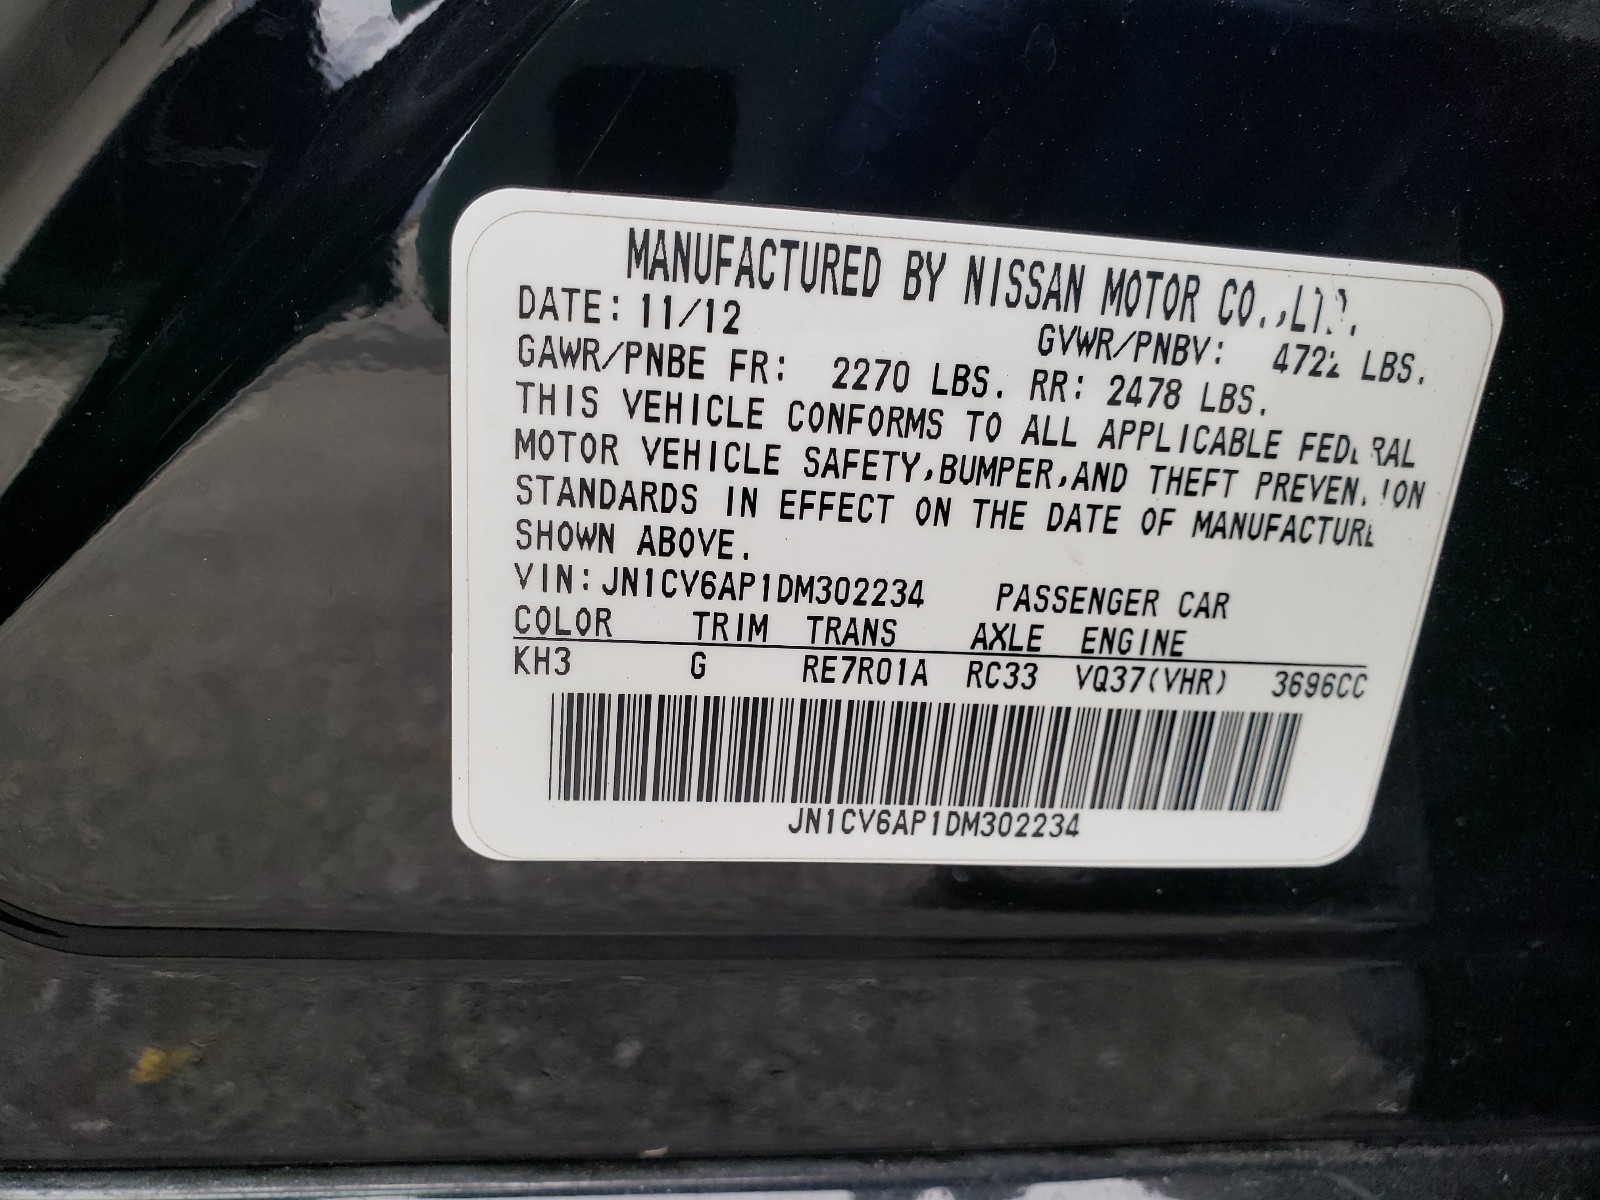 MANUFACTURED BY NISSAN MOTOR CO.,LTD.
DATE: 11/12 GVWR/PNBV: 4722 LBS.
GAWR/PNBE FR: 2270 LBS. RR: 2478 LBS.
THIS VEHICLE CONFORMS TO ALL APPLICABLE FEDERAL
MOTOR VEHICLE SAFETY,BUMPER,AND THEFT PREVENTION
STANDARDS IN EFFECT ON THE DATE OF MANUFACTURE
SHOWN ABOVE.
VIN:JN1CV6AP1DM302234 PASSENGER CAR
COLOR TRIM TRANS AXLE ENGINE
KH3 G RE7R01A RC33 VQ37(VHR) 3696CC
JN1CV6AP1DM302234